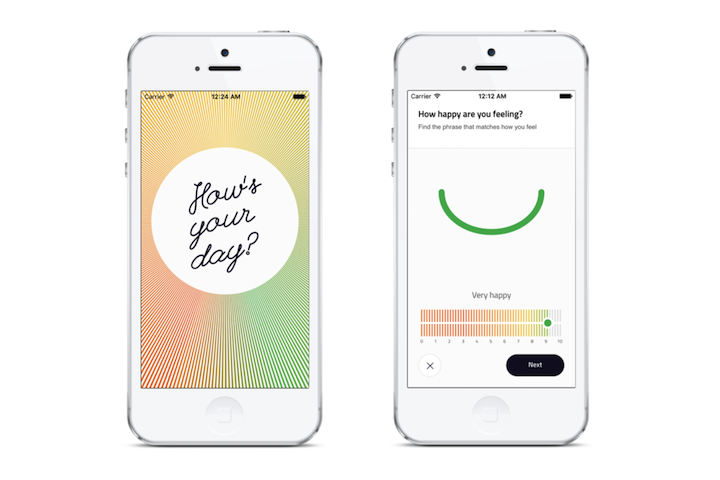 Carrier 12:24 AM
How's
your
day?
Carrier 12:12 AM
How happy are you feeling?
Find the phrase that matches how you feel
Very happy
0 1 2 3 4 5 6 7 8 9 10
Next